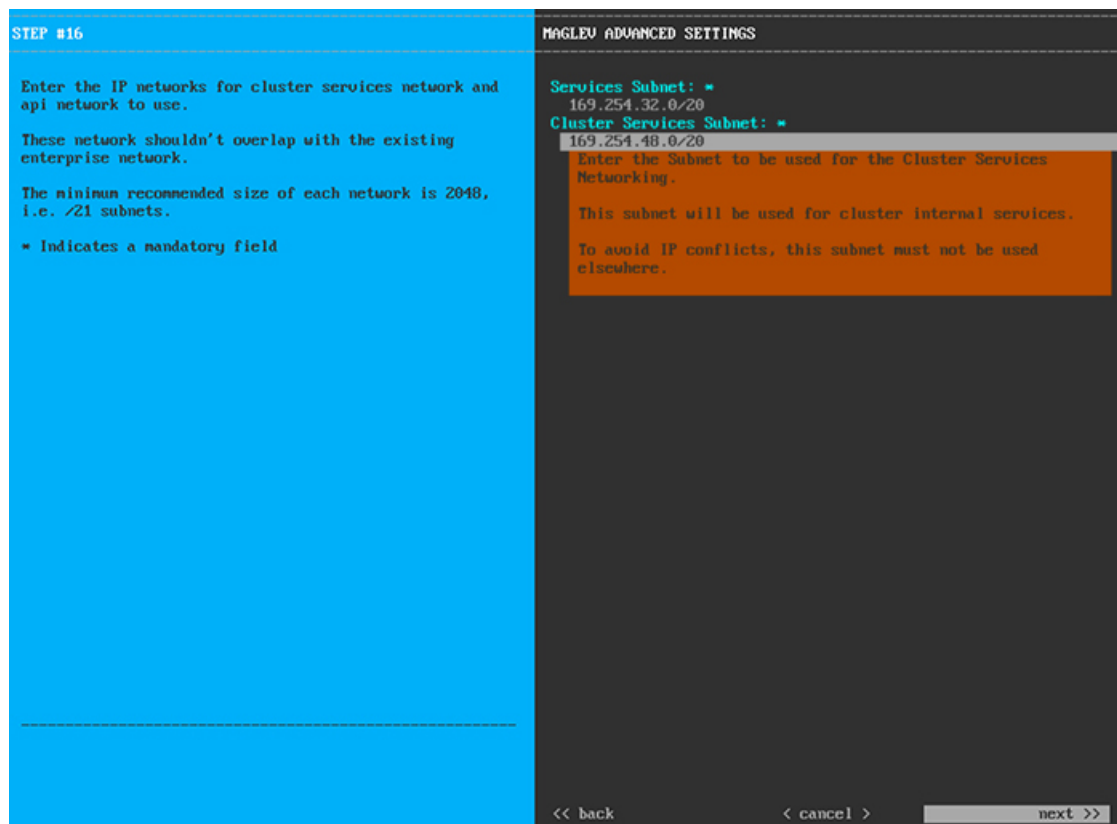 STEP #16
Enter the IP networks for cluster services network and
api network to use.
These network shouldn't overlap with the existing
enterprise network.
The minimum recommended size of each network is 2048,
i.e. /21 subnets.
* Indicates a mandatory field
MAGLEV ADVANCED SETTINGS
Services Subnet: *
169.254.32.0/20
Cluster Services Subnet: *
169.254.48.0/20
Enter the Subnet to be used for the Cluster Services
Networking.
This subnet will be used for cluster internal services.
To avoid IP conflicts, this subnet must not be used
elsewhere.
<< back < cancel > next >>